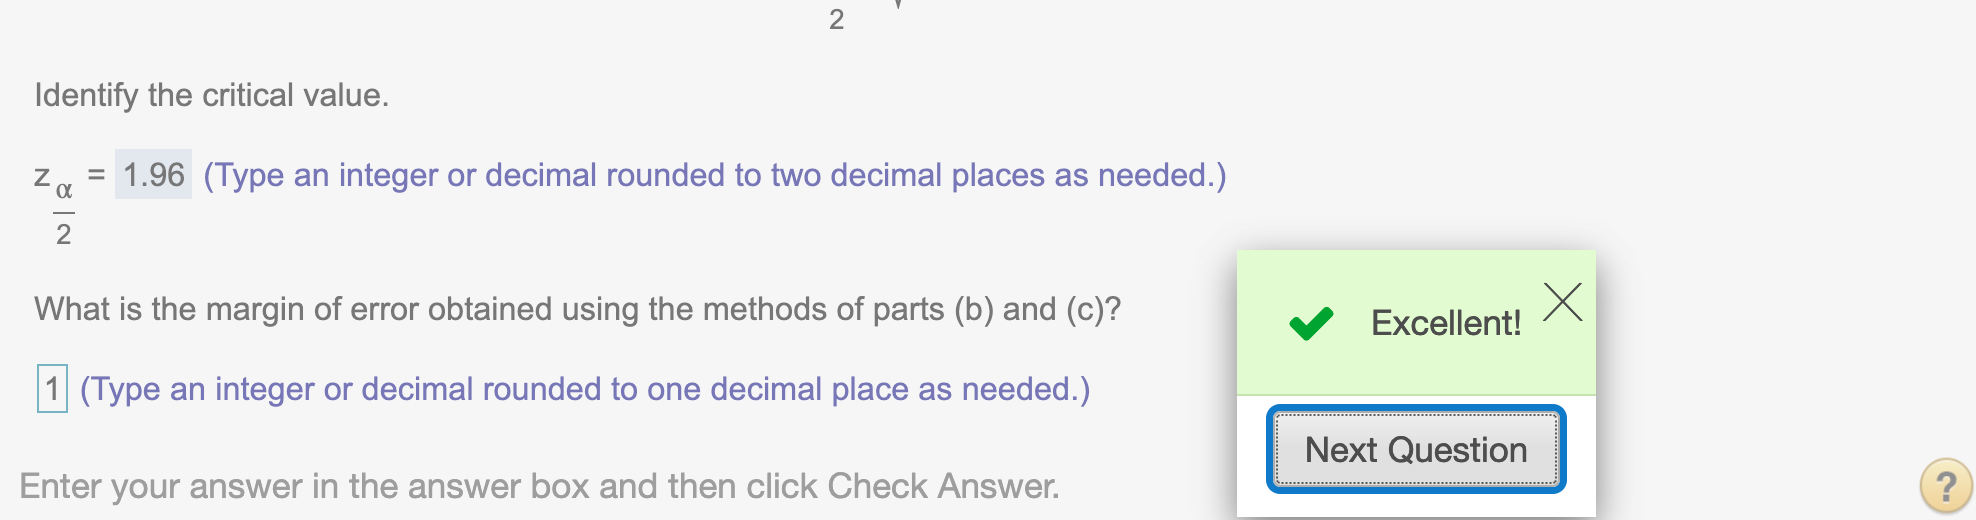 2
Identify the critical value.
z α/2 = 1.96 (Type an integer or decimal rounded to two decimal places as needed.)
What is the margin of error obtained using the methods of parts (b) and (c)?
1 (Type an integer or decimal rounded to one decimal place as needed.)
Excellent!
Next Question
Enter your answer in the answer box and then click Check Answer.
?